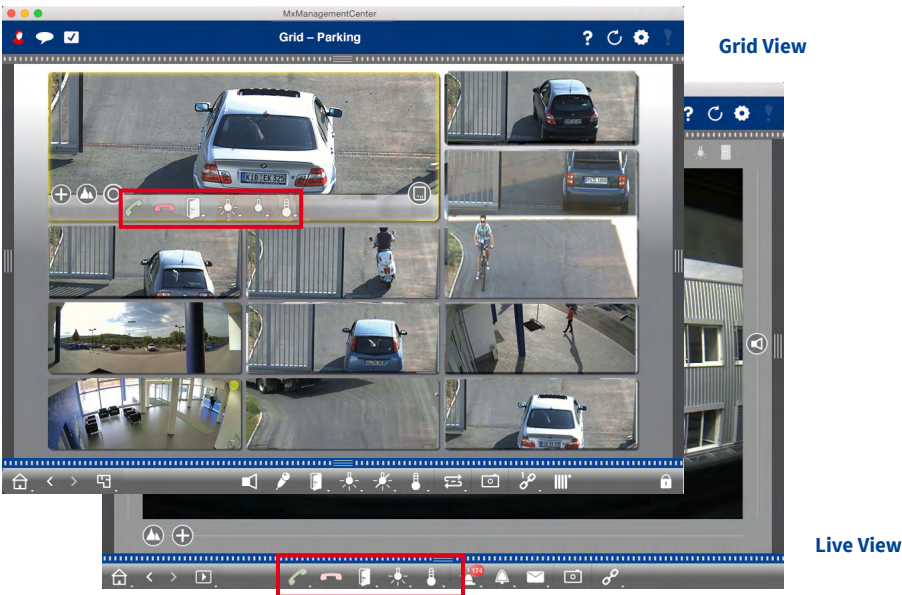 MxManagementCenter
Grid – Parking
?
Grid View
?
KIB:EK 325
174
Live View